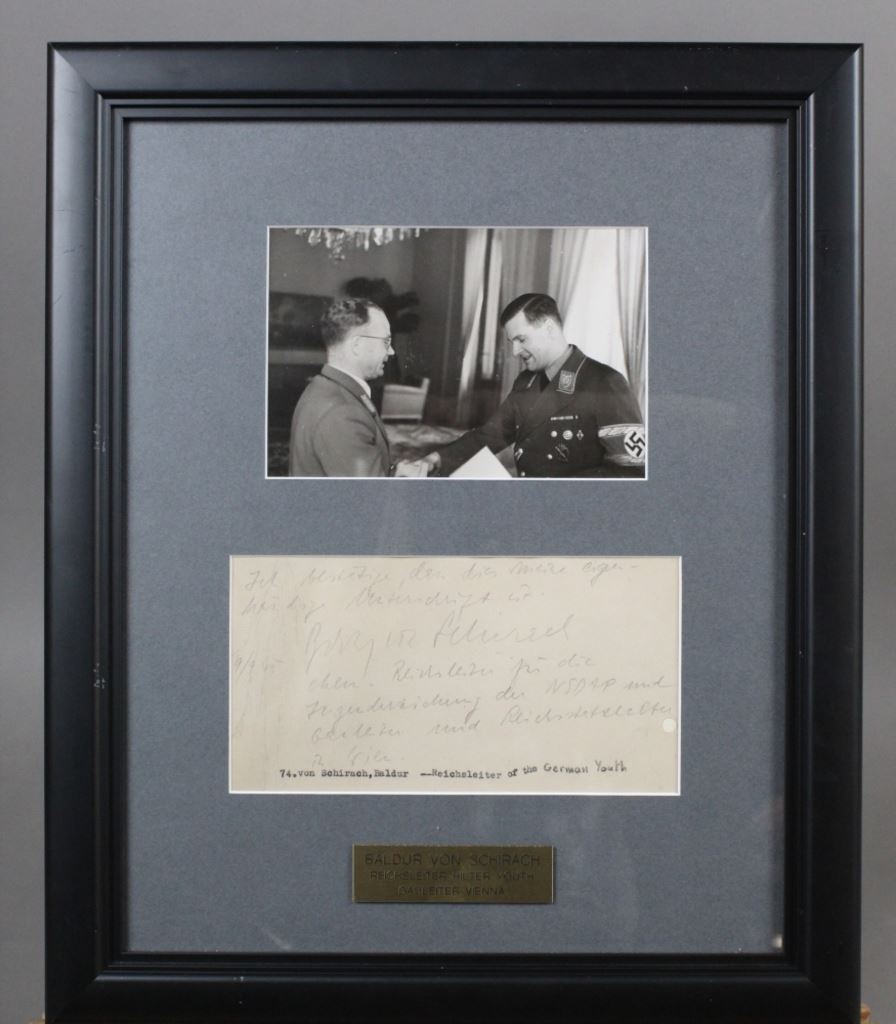 Ich bestätige, dass dies meine eigen-
händige Unterschrift ist.
Baldur von Schirach
ehem. Reichsleiter für die
Jugenderziehung der NSDAP und
Gauleiter und Reichsstatthalter
in Wien.
74.von Schirach,Baldur —Reichsleiter of the German Youth
BALDUR VON SCHIRACH
REICHSLEITER HILTER YOUTH
GAULEITER VIENNA